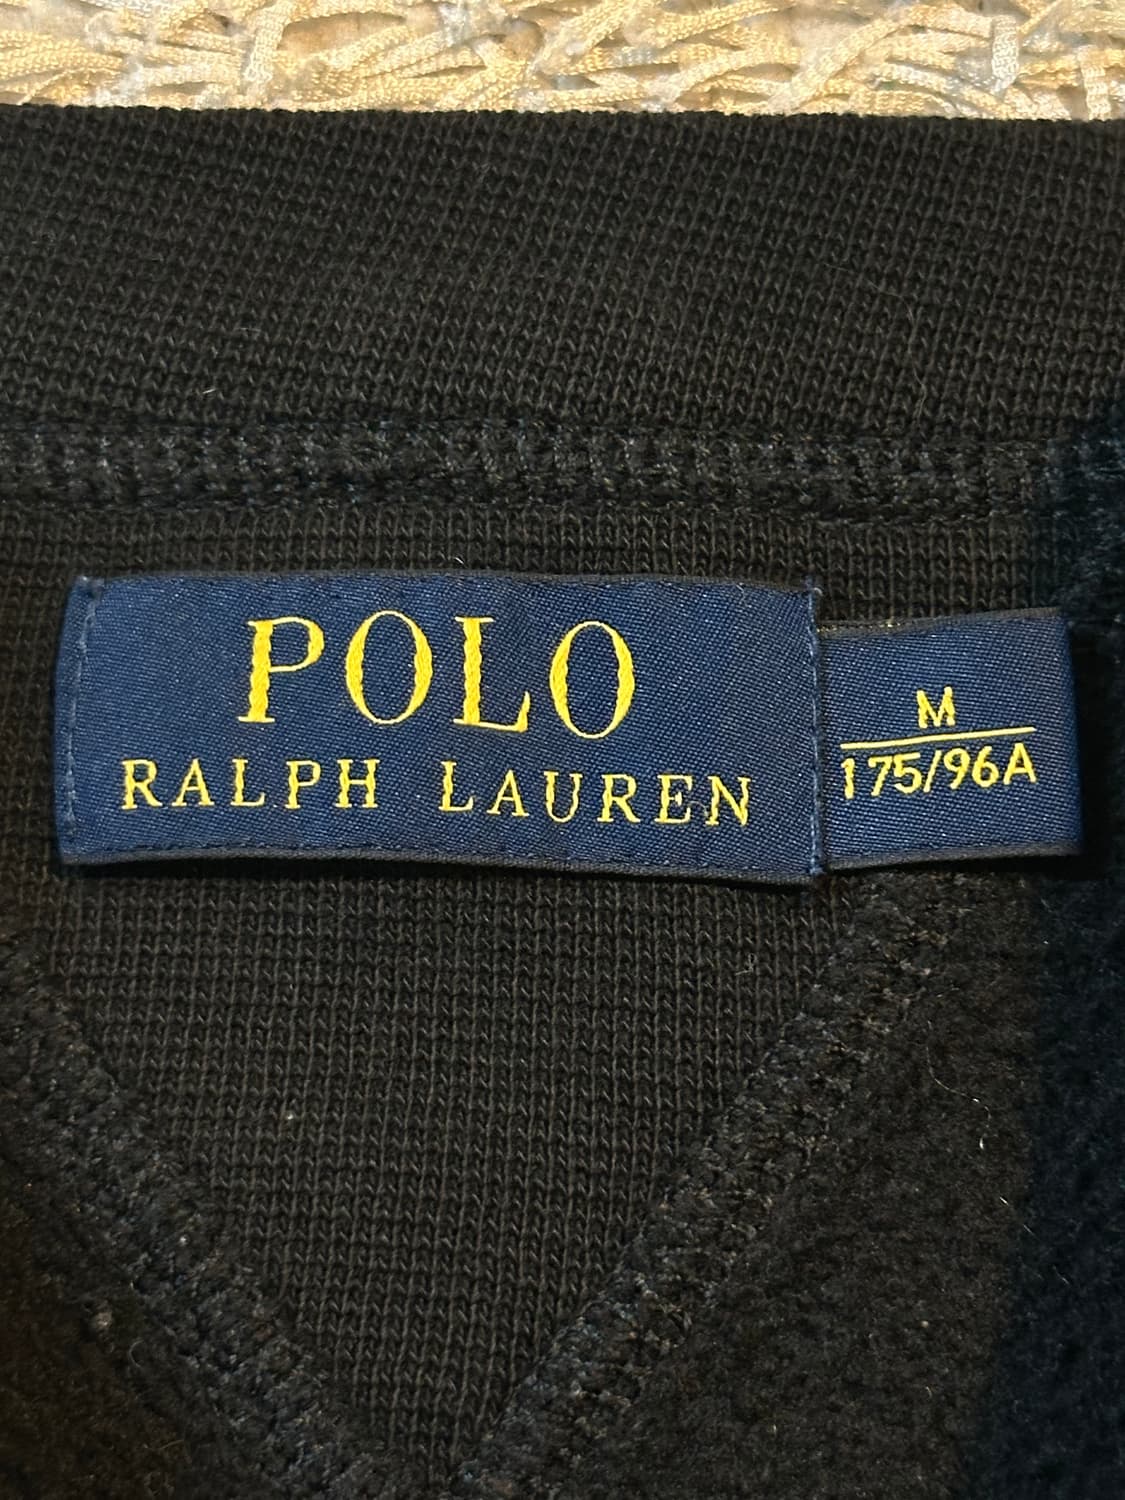 POLO
RALPH LAUREN
M
175/96A